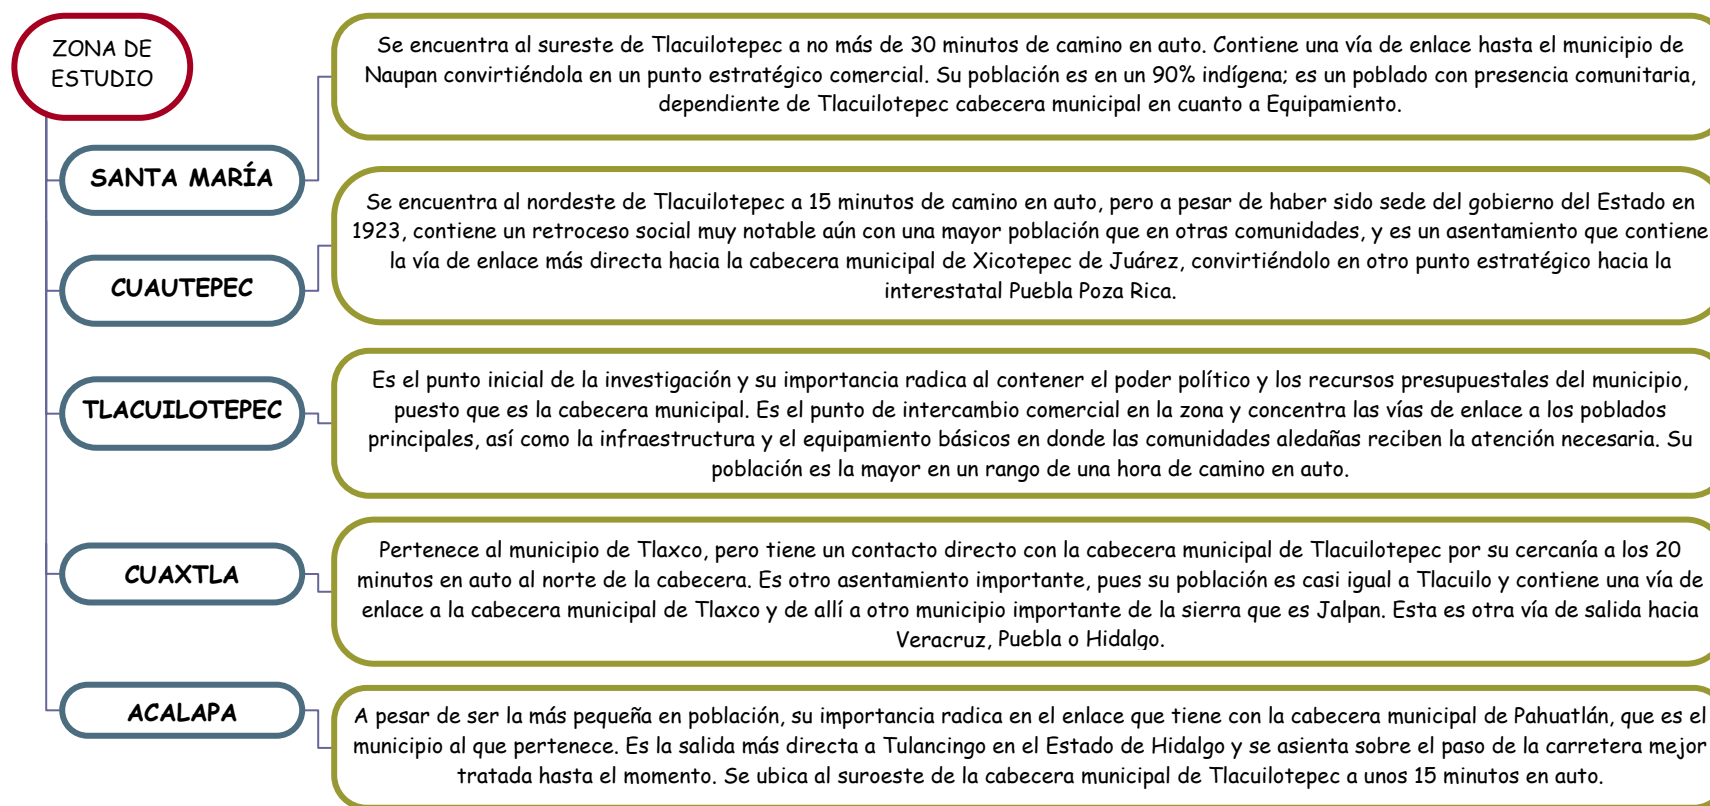 ZONA DE
ESTUDIO
Se encuentra al sureste de Tlacuilotepec a no más de 30 minutos de camino en auto. Contiene una vía de enlace hasta el municipio de
Naupan convirtiéndola en un punto estratégico comercial. Su población es en un 90% indígena; es un poblado con presencia comunitaria,
dependiente de Tlacuilotepec cabecera municipal en cuanto a Equipamiento.
SANTA MARÍA
Se encuentra al nordeste de Tlacuilotepec a 15 minutos de camino en auto, pero a pesar de haber sido sede del gobierno del Estado en
1923, contiene un retroceso social muy notable aún con una mayor población que en otras comunidades, y es un asentamiento que contiene
la vía de enlace más directa hacia la cabecera municipal de Xicotepec de Juárez, convirtiéndolo en otro punto estratégico hacia la
interestatal Puebla Poza Rica.
CUAUTEPEC
Es el punto inicial de la investigación y su importancia radica al contener el poder político y los recursos presupuestales del municipio,
puesto que es la cabecera municipal. Es el punto de intercambio comercial en la zona y concentra las vías de enlace a los poblados
principales, así como la infraestructura y el equipamiento básicos en donde las comunidades aledañas reciben la atención necesaria. Su
población es la mayor en un rango de una hora de camino en auto.
TLACUILOTEPEC
Pertenece al municipio de Tlaxco, pero tiene un contacto directo con la cabecera municipal de Tlacuilotepec por su cercanía a los 20
minutos en auto al norte de la cabecera. Es otro asentamiento importante, pues su población es casi igual a Tlacuilo y contiene una vía de
enlace a la cabecera municipal de Tlaxco y de allí a otro municipio importante de la sierra que es Jalpan. Esta es otra vía de salida hacia
Veracruz, Puebla o Hidalgo.
CUAXTLA
A pesar de ser la más pequeña en población, su importancia radica en el enlace que tiene con la cabecera municipal de Pahuatlán, que es el
municipio al que pertenece. Es la salida más directa a Tulancingo en el Estado de Hidalgo y se asienta sobre el paso de la carretera mejor
tratada hasta el momento. Se ubica al suroeste de la cabecera municipal de Tlacuilotepec a unos 15 minutos en auto.
ACALAPA